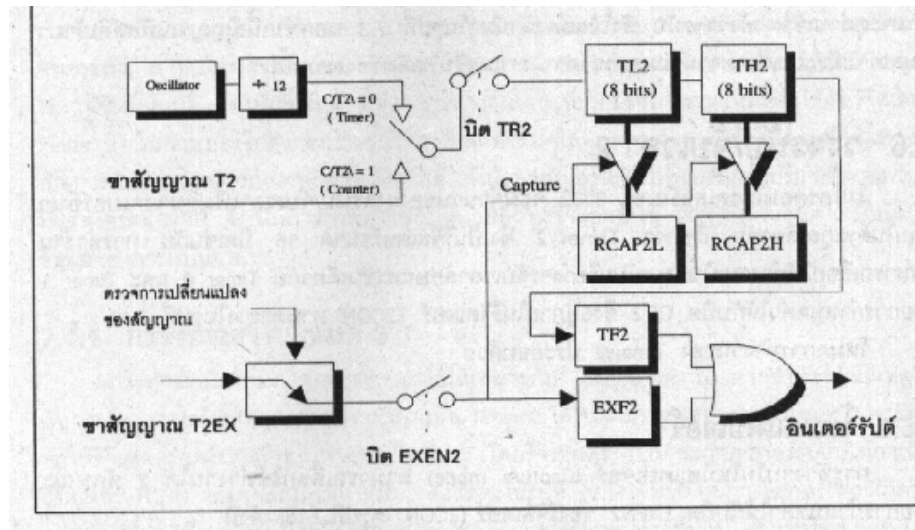 Oscillator
÷ 12
C/T2\ = 0
( Timer )
บิต TR2
TL2
(8 bits)
TH2
(8 bits)
ขาสัญญาณ T2
C/T2\ = 1
( Counter )
Capture
RCAP2L
RCAP2H
ตรวจการเปลี่ยนแปลง
ของสัญญาณ
TF2
EXF2
ขาสัญญาณ T2EX
บิต EXEN2
อินเตอร์รัปต์